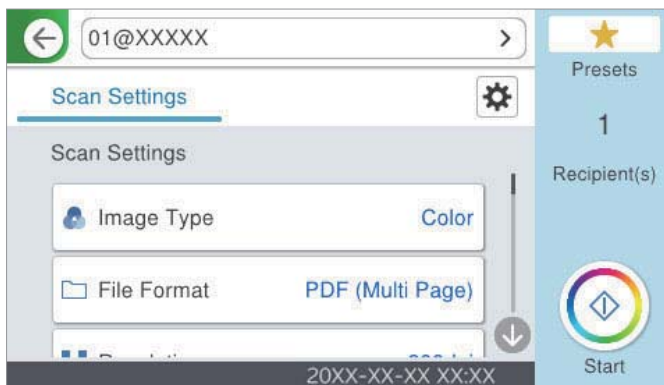 01@XXXXX
Presets
Scan Settings
1
Recipient(s)
Scan Settings
Image Type Color
File Format PDF (Multi Page)
20XX-XX-XX XX:XX
Start